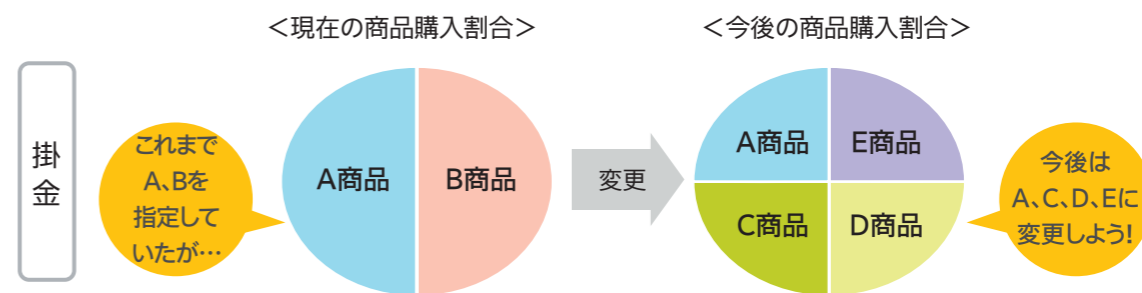 ＜現在の商品購入割合＞
＜今後の商品購入割合＞
掛金
これまで
A、Bを
指定して
いたが…
A商品
B商品
変更
A商品
E商品
C商品
D商品
今後は
A、C、D、Eに
変更しよう!